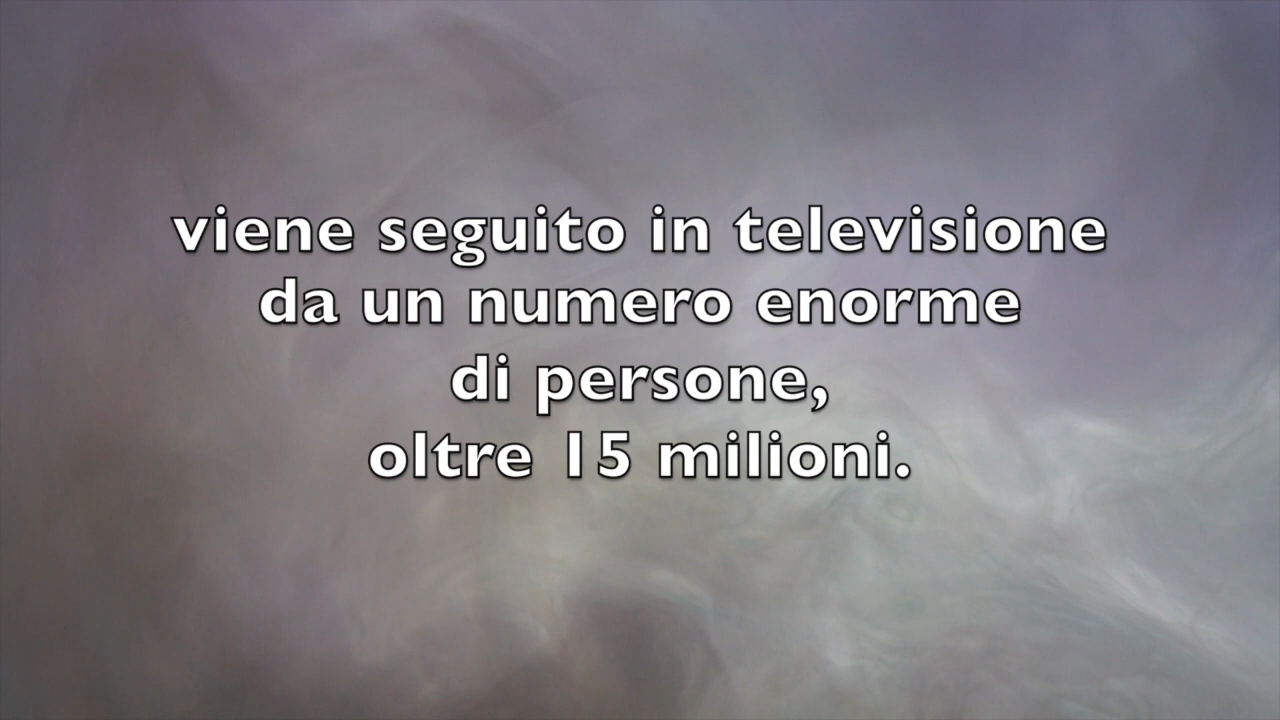 viene seguito in televisione
da un numero enorme
di persone,
oltre 15 milioni.